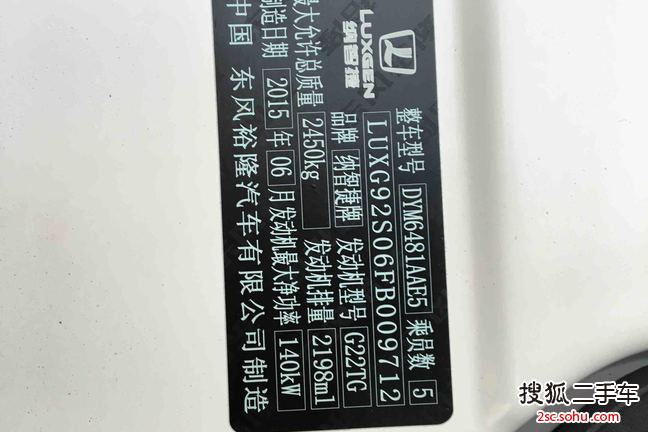 LUXGEN
纳智捷
整车型号 DYM6481AAE5 乘员数 5
LUXG92S06FB009712
品牌 纳智捷牌 发动机型号 G22TG
最大允许总质量 2450kg 发动机排量 2198ml
制造日期 2015 年 06 月 发动机最大净功率 140kW
中国 东风裕隆汽车有限公司制造
搜狐二手车
2sc.sohu.com